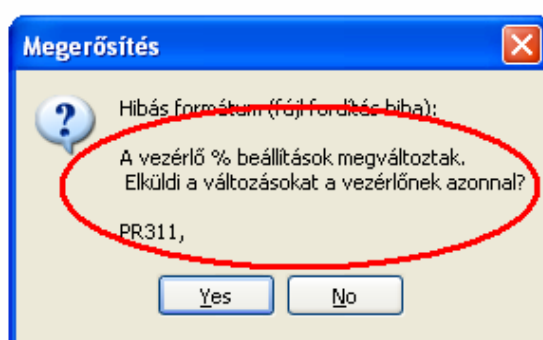 Megerősítés
Hibás formátum (fájl fordítás hiba):
A vezérlő % beállítások megváltoztak.
Elküldi a változásokat a vezérlőnek azonnal?
PR311,
Yes
No